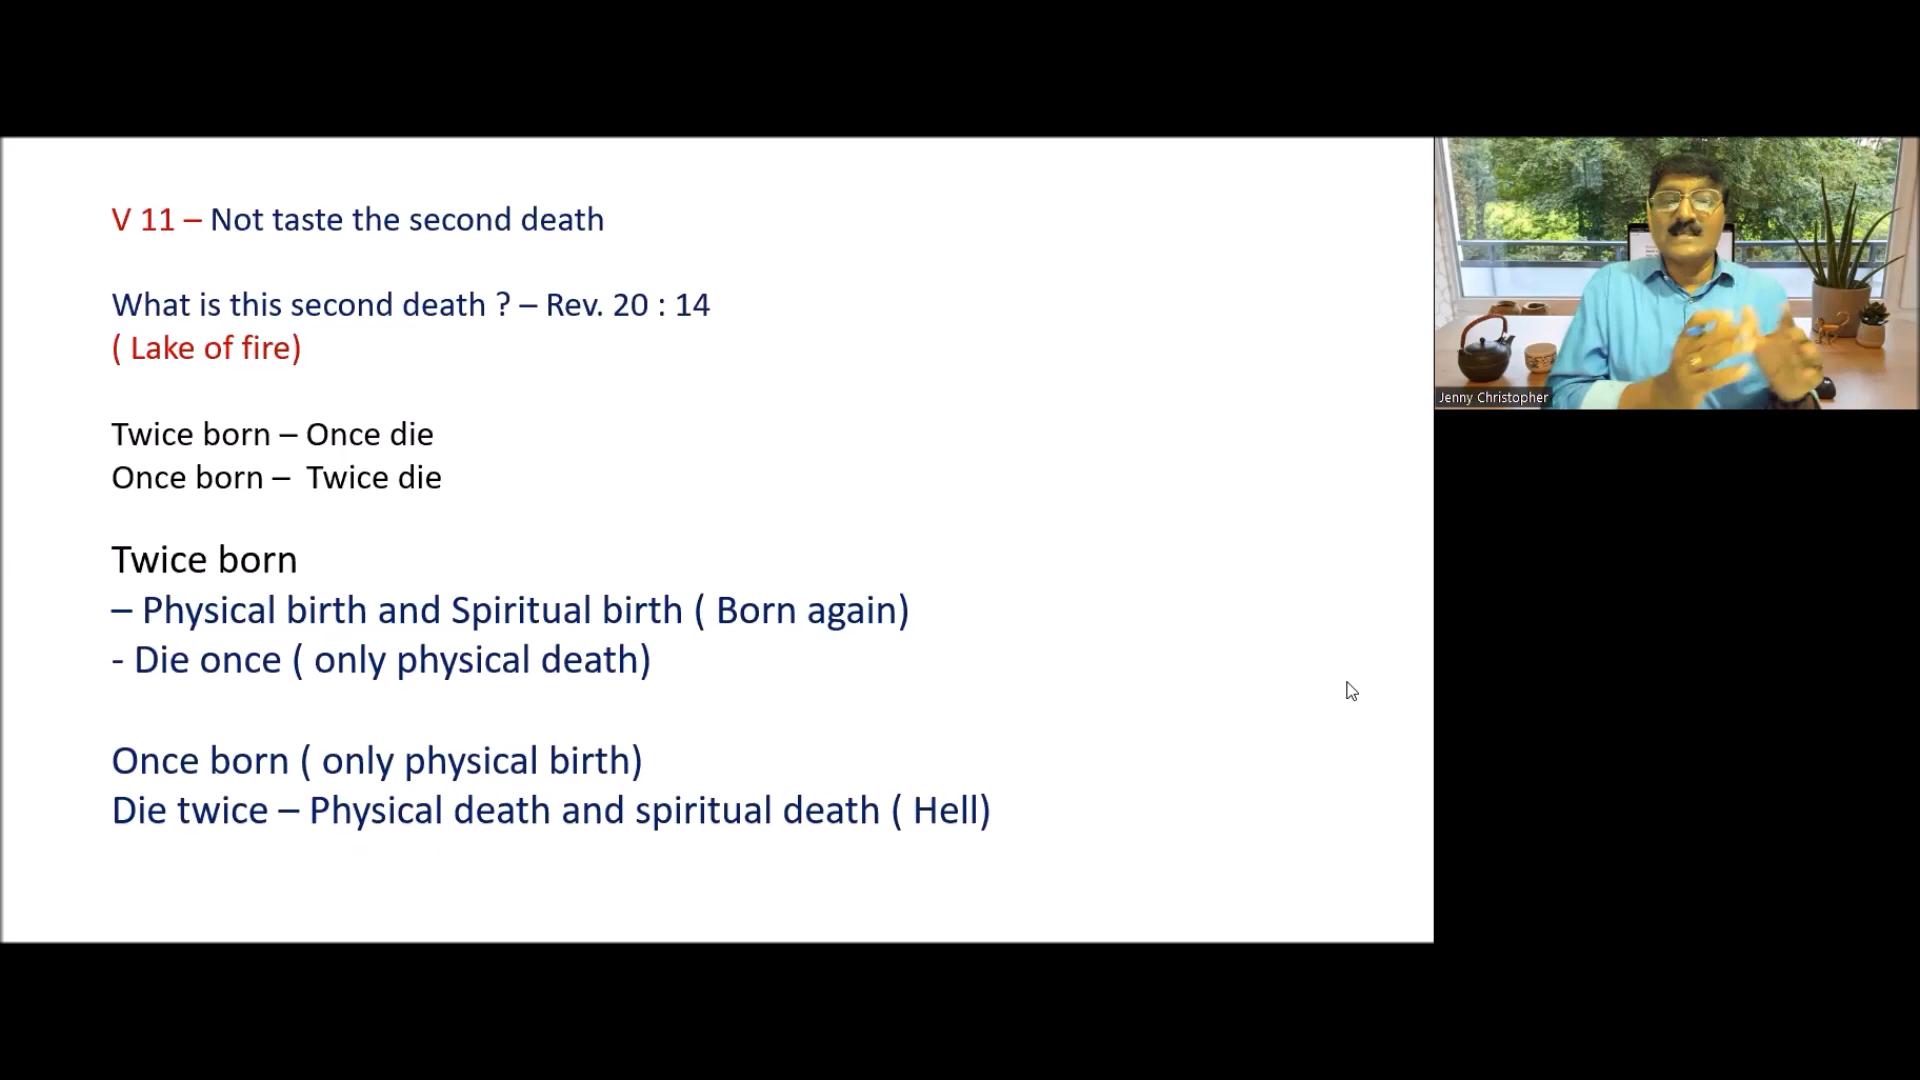 V 11 – Not taste the second death
What is this second death ? – Rev. 20 : 14
( Lake of fire)
Twice born – Once die
Once born –  Twice die
Twice born
– Physical birth and Spiritual birth ( Born again)
- Die once ( only physical death)
Once born ( only physical birth)
Die twice – Physical death and spiritual death ( Hell)
Jenny Christopher